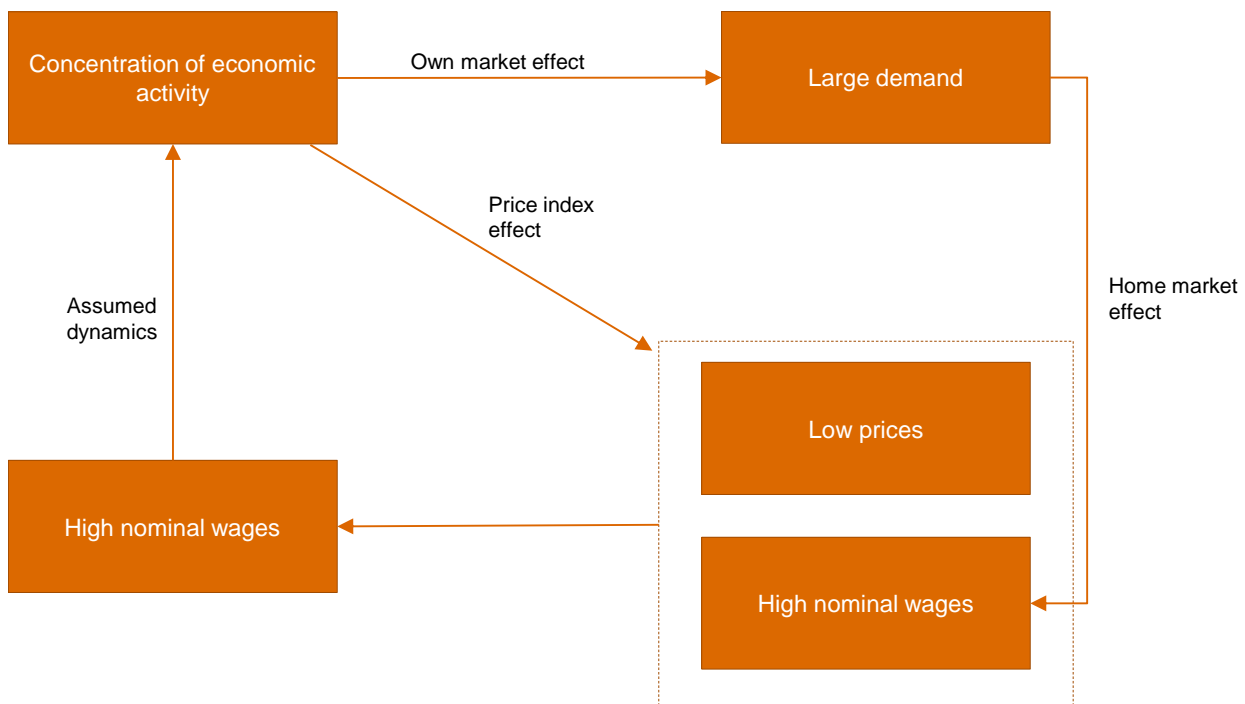 Concentration of economic
activity
Own market effect
Large demand
Price index
effect
Home market
effect
Assumed
dynamics
Low prices
High nominal wages
High nominal wages